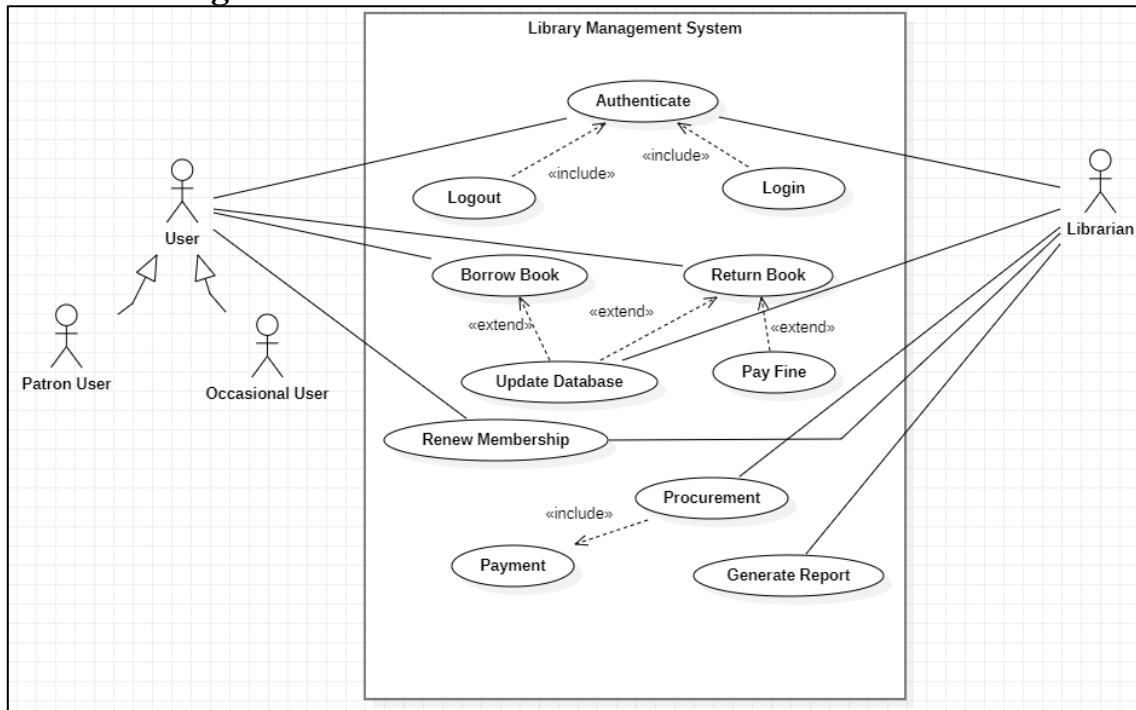 Library Management System
Authenticate
«include»
«include»
Logout
Login
User
Librarian
Borrow Book
Return Book
«extend»
«extend»
«extend»
Patron User
Occasional User
Update Database
Pay Fine
Renew Membership
Procurement
«include»
Payment
Generate Report